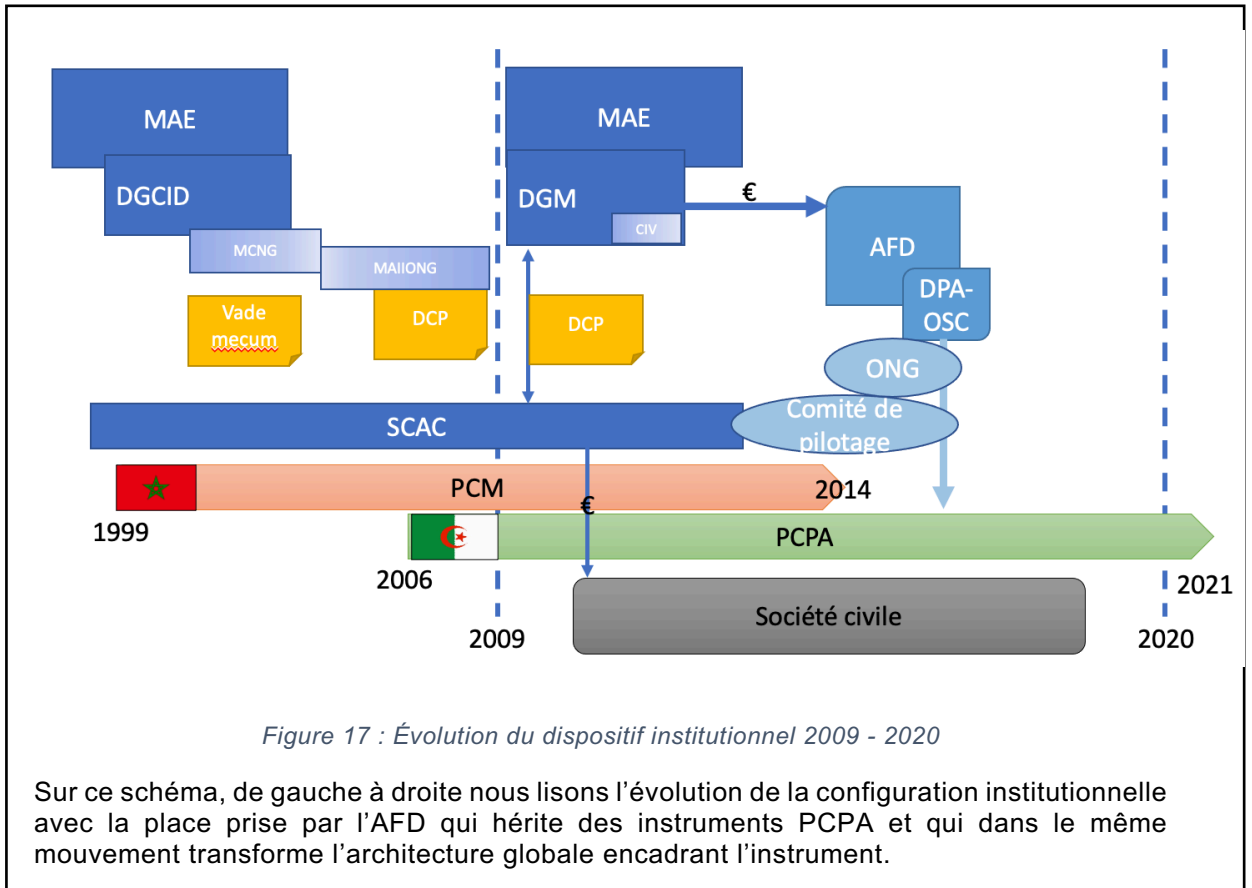 MAE
MAE
DGCID
DGM
€
CIV
MCNG
MAIIONG
AFD
DPA-
OSC
Vade
mecum
DCP
DCP
ONG
SCAC
Comité de
pilotage
PCM
2014
1999
€
PCPA
2006
2021
Société civile
2009
2020
Figure 17 : Évolution du dispositif institutionnel 2009 - 2020
Sur ce schéma, de gauche à droite nous lisons l’évolution de la configuration institutionnelle
avec la place prise par l’AFD qui hérite des instruments PCPA et qui dans le même
mouvement transforme l’architecture globale encadrant l’instrument.